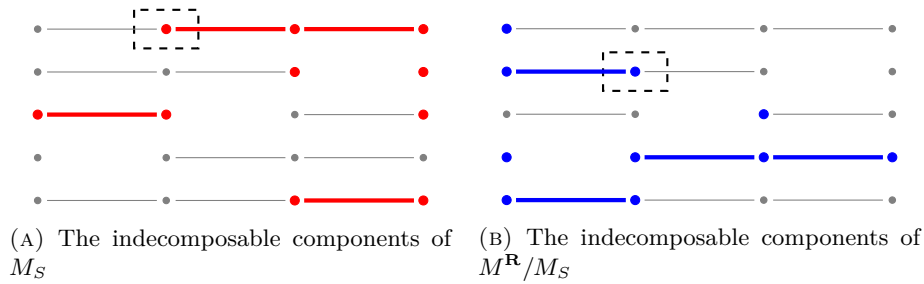 (A) The indecomposable components of
M_S
(B) The indecomposable components of
M^R/M_S